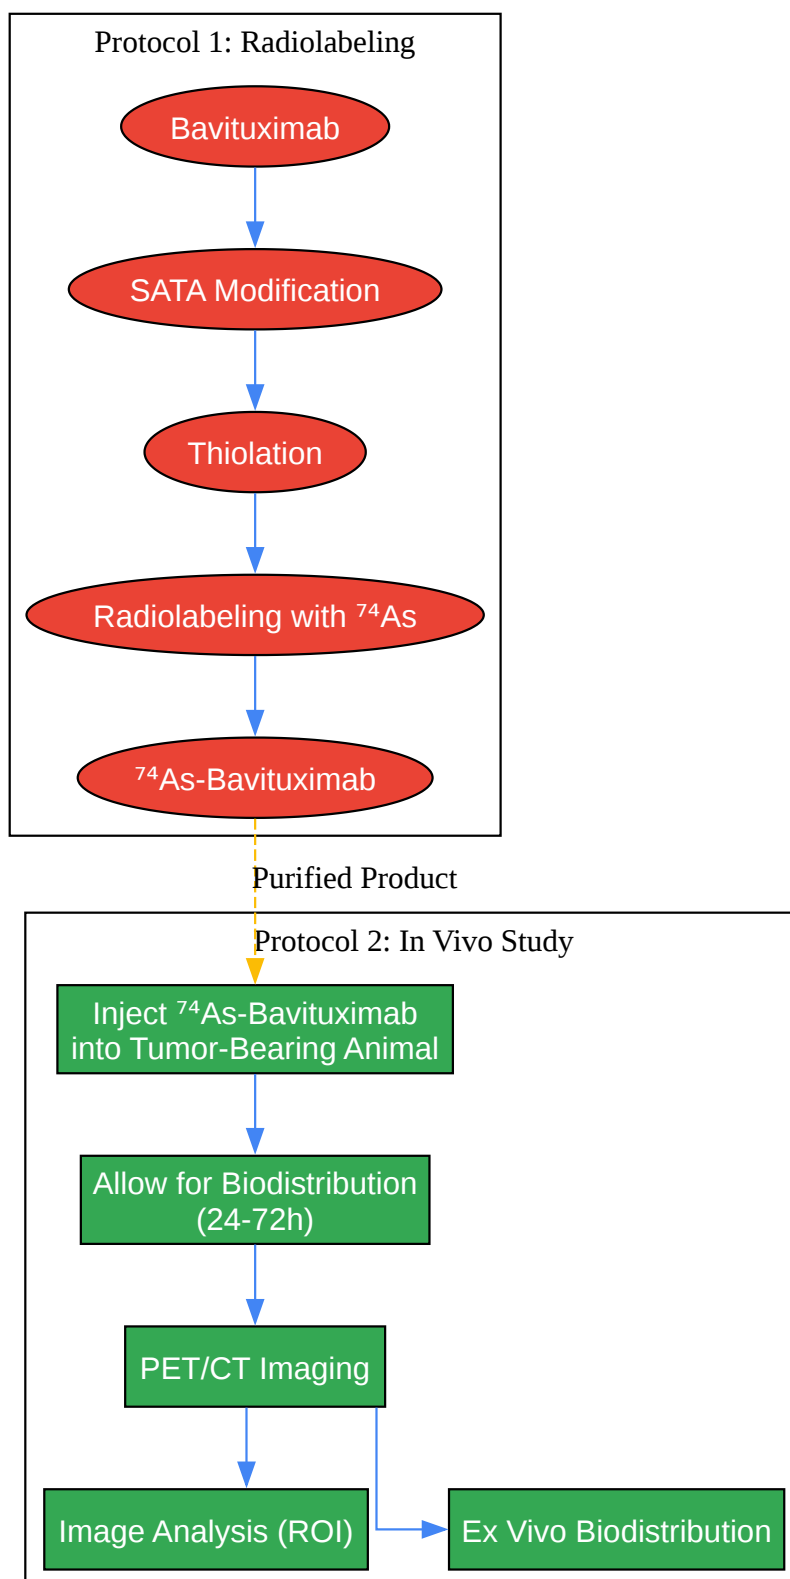 Protocol 1: Radiolabeling
Bavituximab
SATA Modification
Thiolation
Radiolabeling with ⁷⁴As
⁷⁴As-Bavituximab
Purified Product
Protocol 2: In Vivo Study
Inject ⁷⁴As-Bavituximab
into Tumor-Bearing Animal
Allow for Biodistribution
(24-72h)
PET/CT Imaging
Image Analysis (ROI)
Ex Vivo Biodistribution